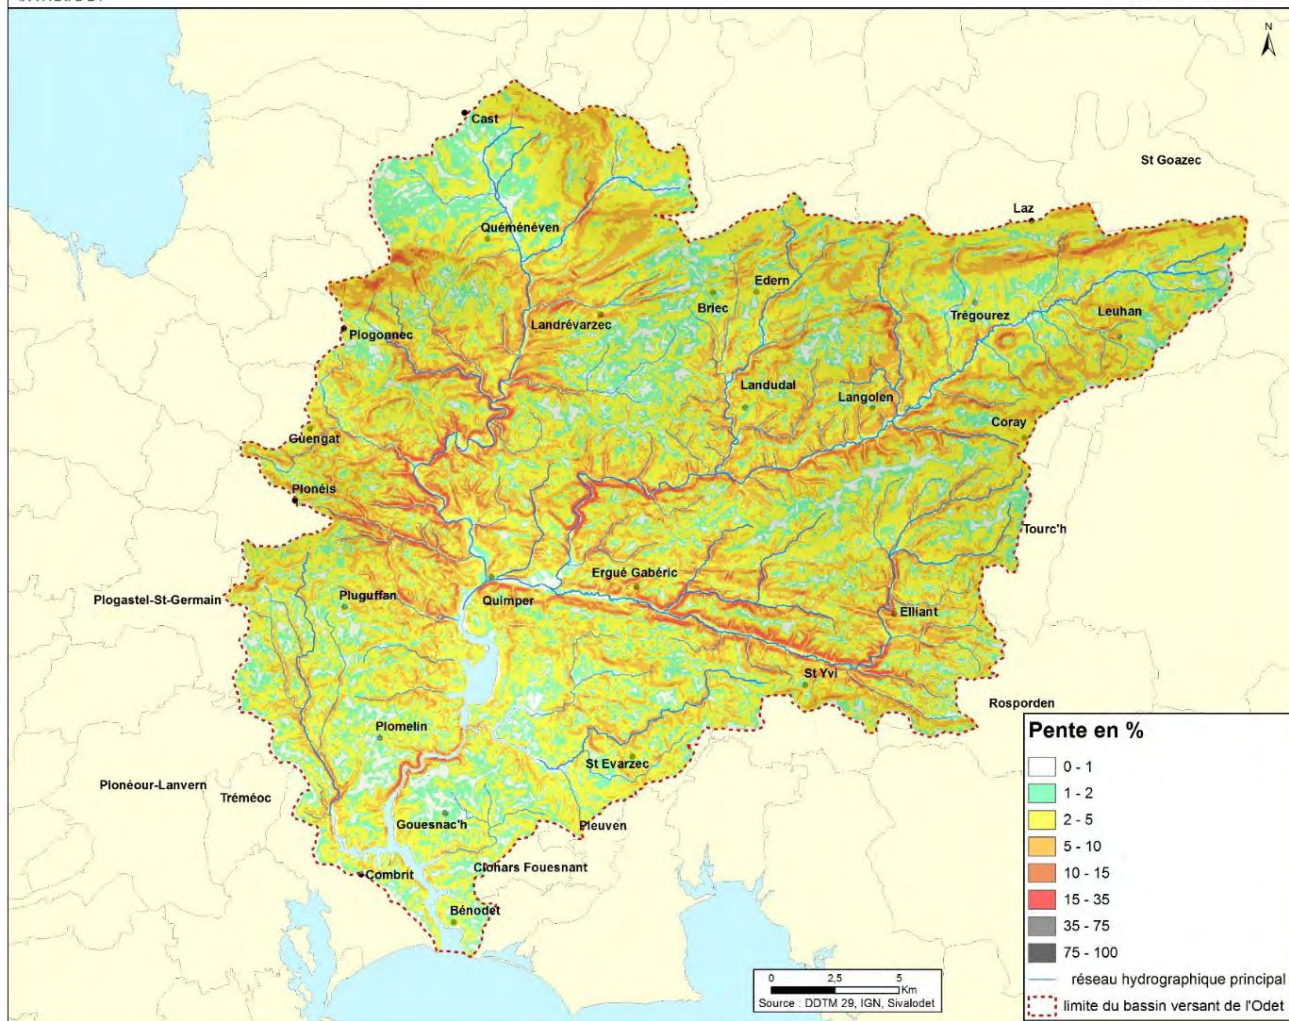 N
Cast
St Goazec
Laz
Quéménéven
Edern
Briec
Trégourez
Leuhan
Landrévarzec
Plogonnec
Landudal
Langolen
Coray
Guengat
Plonéis
Tourc'h
Ergué Gabéric
Plogastel-St-Germain
Pluguffan
Quimper
Elliant
St Yvi
Rosporden
Plomelin
St Evarzec
Plonéour-Lanvern
Tréméoc
Gouesnac'h
Pleuven
Clohars Fouesnant
Combrit
Bénodet
Pente en %
0 - 1
1 - 2
2 - 5
5 - 10
10 - 15
15 - 35
35 - 75
75 - 100
réseau hydrographique principal
limite du bassin versant de l'Odet
0 2,5 5
Km
Source : DDTM 29, IGN, Sivalodet